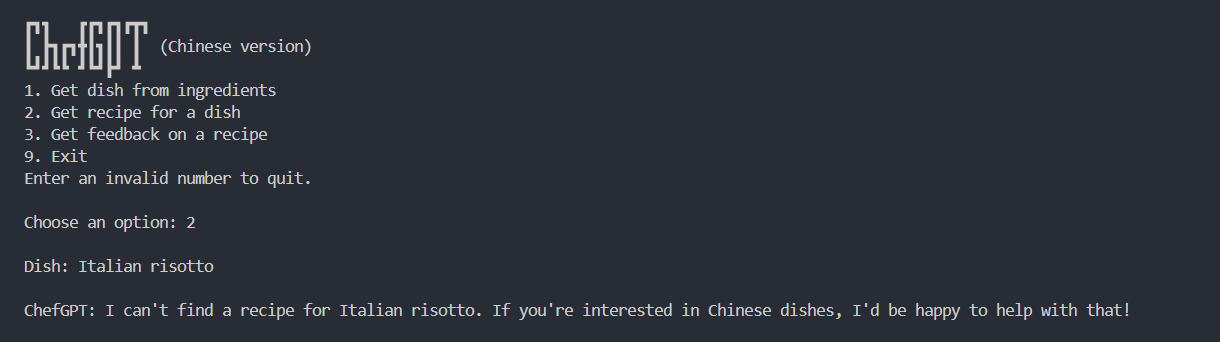 ChefGPT (Chinese version)
1. Get dish from ingredients
2. Get recipe for a dish
3. Get feedback on a recipe
9. Exit
Enter an invalid number to quit.
Choose an option: 2
Dish: Italian risotto
ChefGPT: I can't find a recipe for Italian risotto. If you're interested in Chinese dishes, I'd be happy to help with that!